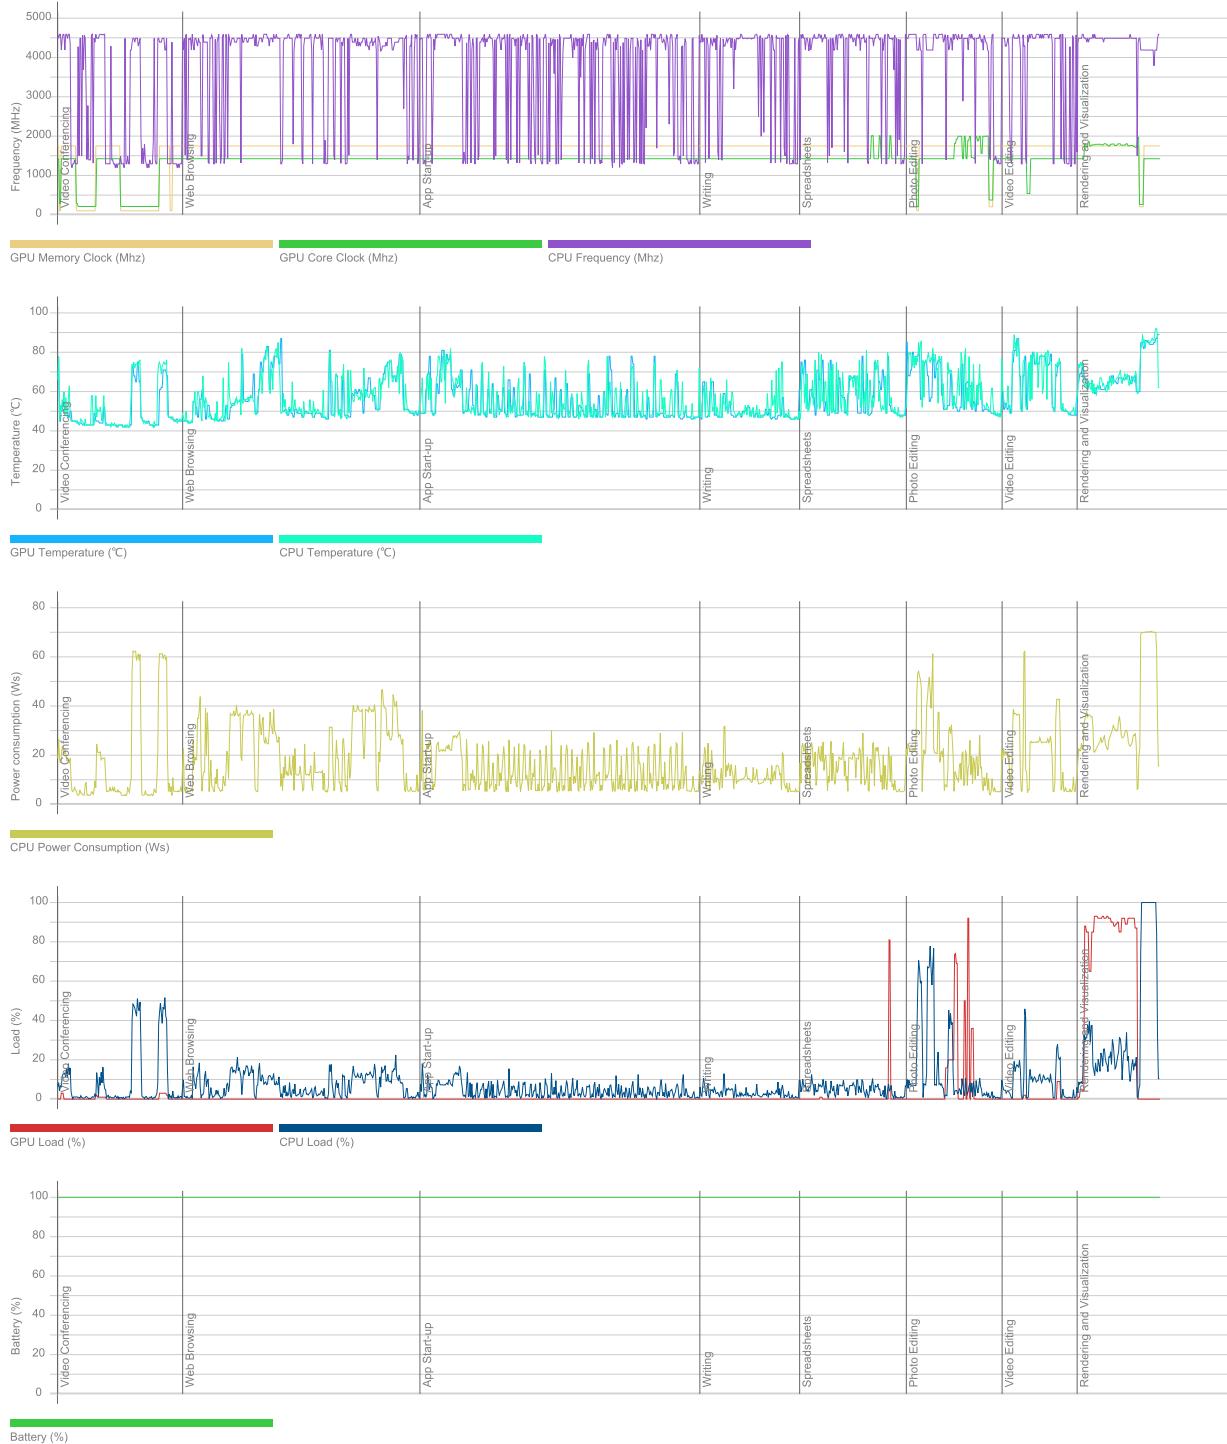 5000
4000
3000
2000
1000
0
Frequency (MHz)
Video Conferencing
Web Browsing
App Start-up
Writing
Spreadsheets
Photo Editing
Video Editing
Rendering and Visualization
GPU Memory Clock (Mhz)
GPU Core Clock (Mhz)
CPU Frequency (Mhz)
100
80
60
40
20
0
Temperature (℃)
Video Conferencing
Web Browsing
App Start-up
Writing
Spreadsheets
Photo Editing
Video Editing
Rendering and Visualization
GPU Temperature (℃)
CPU Temperature (℃)
80
60
40
20
0
Power consumption (Ws)
Video Conferencing
Web Browsing
App Start-up
Writing
Spreadsheets
Photo Editing
Video Editing
Rendering and Visualization
CPU Power Consumption (Ws)
100
80
60
40
20
0
Load (%)
Video Conferencing
Web Browsing
App Start-up
Writing
Spreadsheets
Photo Editing
Video Editing
Rendering and Visualization
GPU Load (%)
CPU Load (%)
100
80
60
40
20
0
Battery (%)
Video Conferencing
Web Browsing
App Start-up
Writing
Spreadsheets
Photo Editing
Video Editing
Rendering and Visualization
Battery (%)